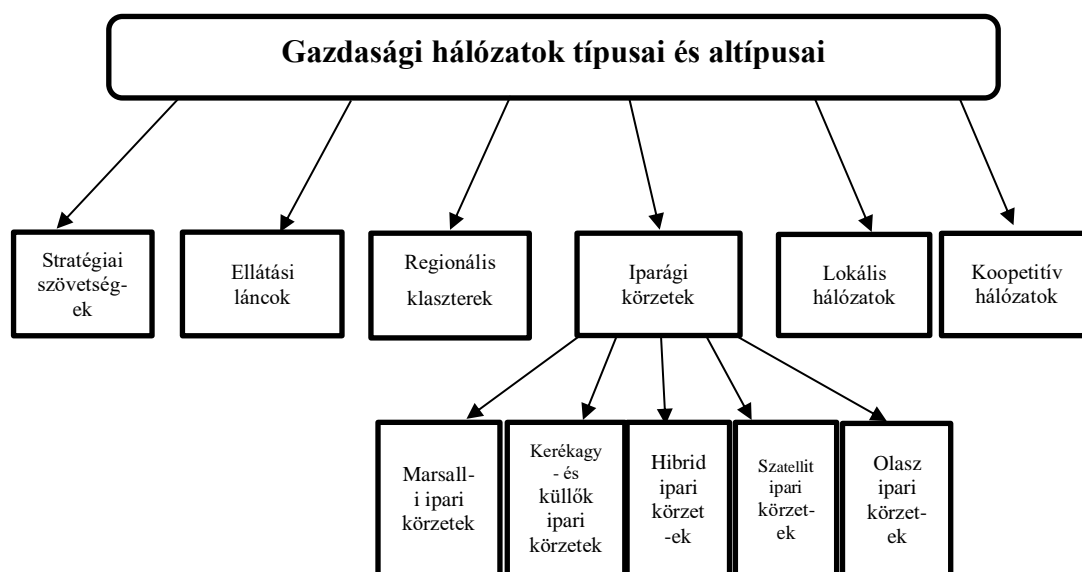 Gazdasági hálózatok típusai és altípusai
Stratégiai
szövetség-
ek
Ellátási
láncok
Regionális
klaszterek
Iparági
körzetek
Lokális
hálózatok
Koopetitív
hálózatok
Marsall-
i ipari
körzetek
Kerékagy
- és
küllők
ipari
körzetek
Hibrid
ipari
körzet
-ek
Szatellit
ipari
körzet-
ek
Olasz
ipari
körzet-
ek